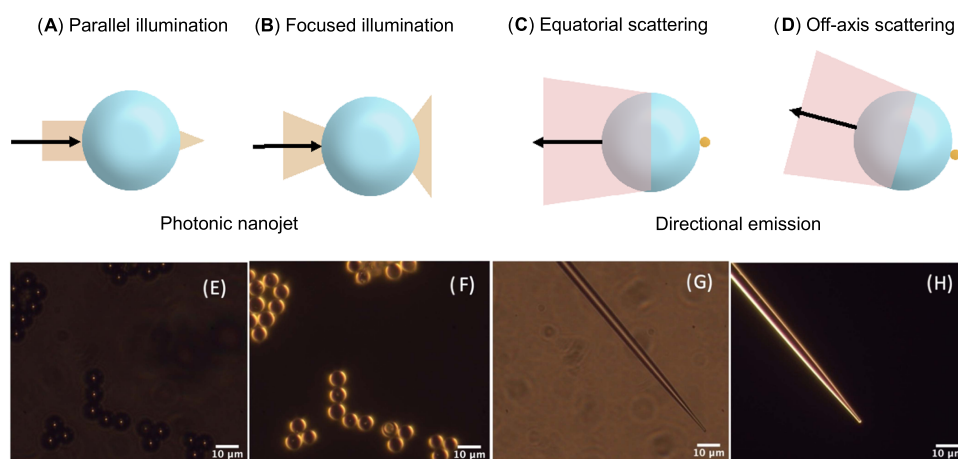 (A) Parallel illumination
(B) Focused illumination
(C) Equatorial scattering
(D) Off-axis scattering
Photonic nanojet
Directional emission
(E)
(F)
(G)
(H)
10 µm
10 µm
10 µm
10 µm